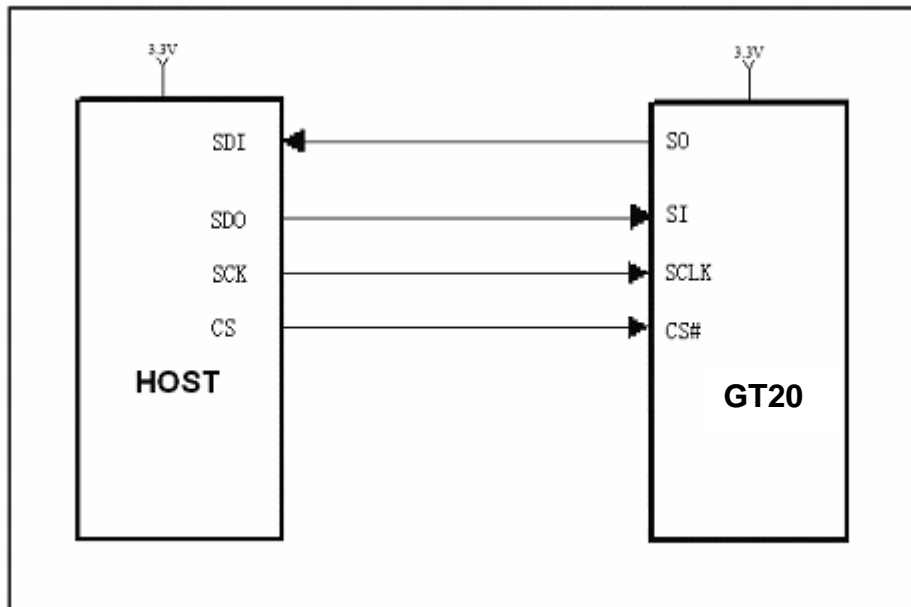 3.3V
3.3V
SDI
SO
SDO
SI
SCK
SCLK
CS
CS#
HOST
GT20